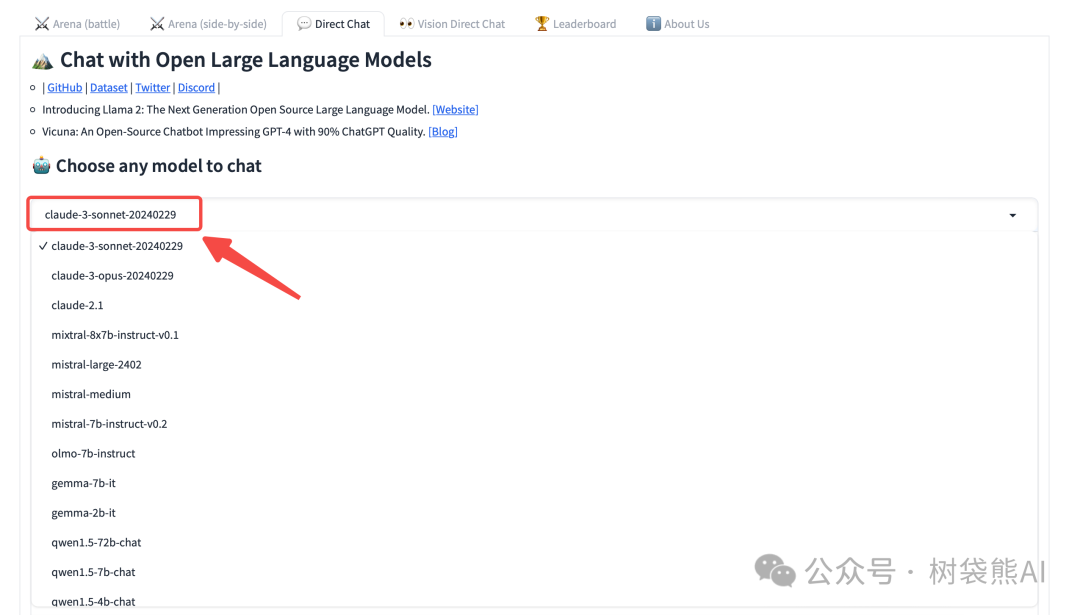 Arena (battle) Arena (side-by-side) Direct Chat Vision Direct Chat Leaderboard About Us
Chat with Open Large Language Models
| GitHub | Dataset | Twitter | Discord |
Introducing Llama 2: The Next Generation Open Source Large Language Model. [Website]
Vicuna: An Open-Source Chatbot Impressing GPT-4 with 90% ChatGPT Quality. [Blog]
Choose any model to chat
claude-3-sonnet-20240229
✓ claude-3-sonnet-20240229
claude-3-opus-20240229
claude-2.1
mixtral-8x7b-instruct-v0.1
mistral-large-2402
mistral-medium
mistral-7b-instruct-v0.2
olmo-7b-instruct
gemma-7b-it
gemma-2b-it
qwen1.5-72b-chat
qwen1.5-7b-chat
qwen1.5-4b-chat
公众号 · 树袋熊AI